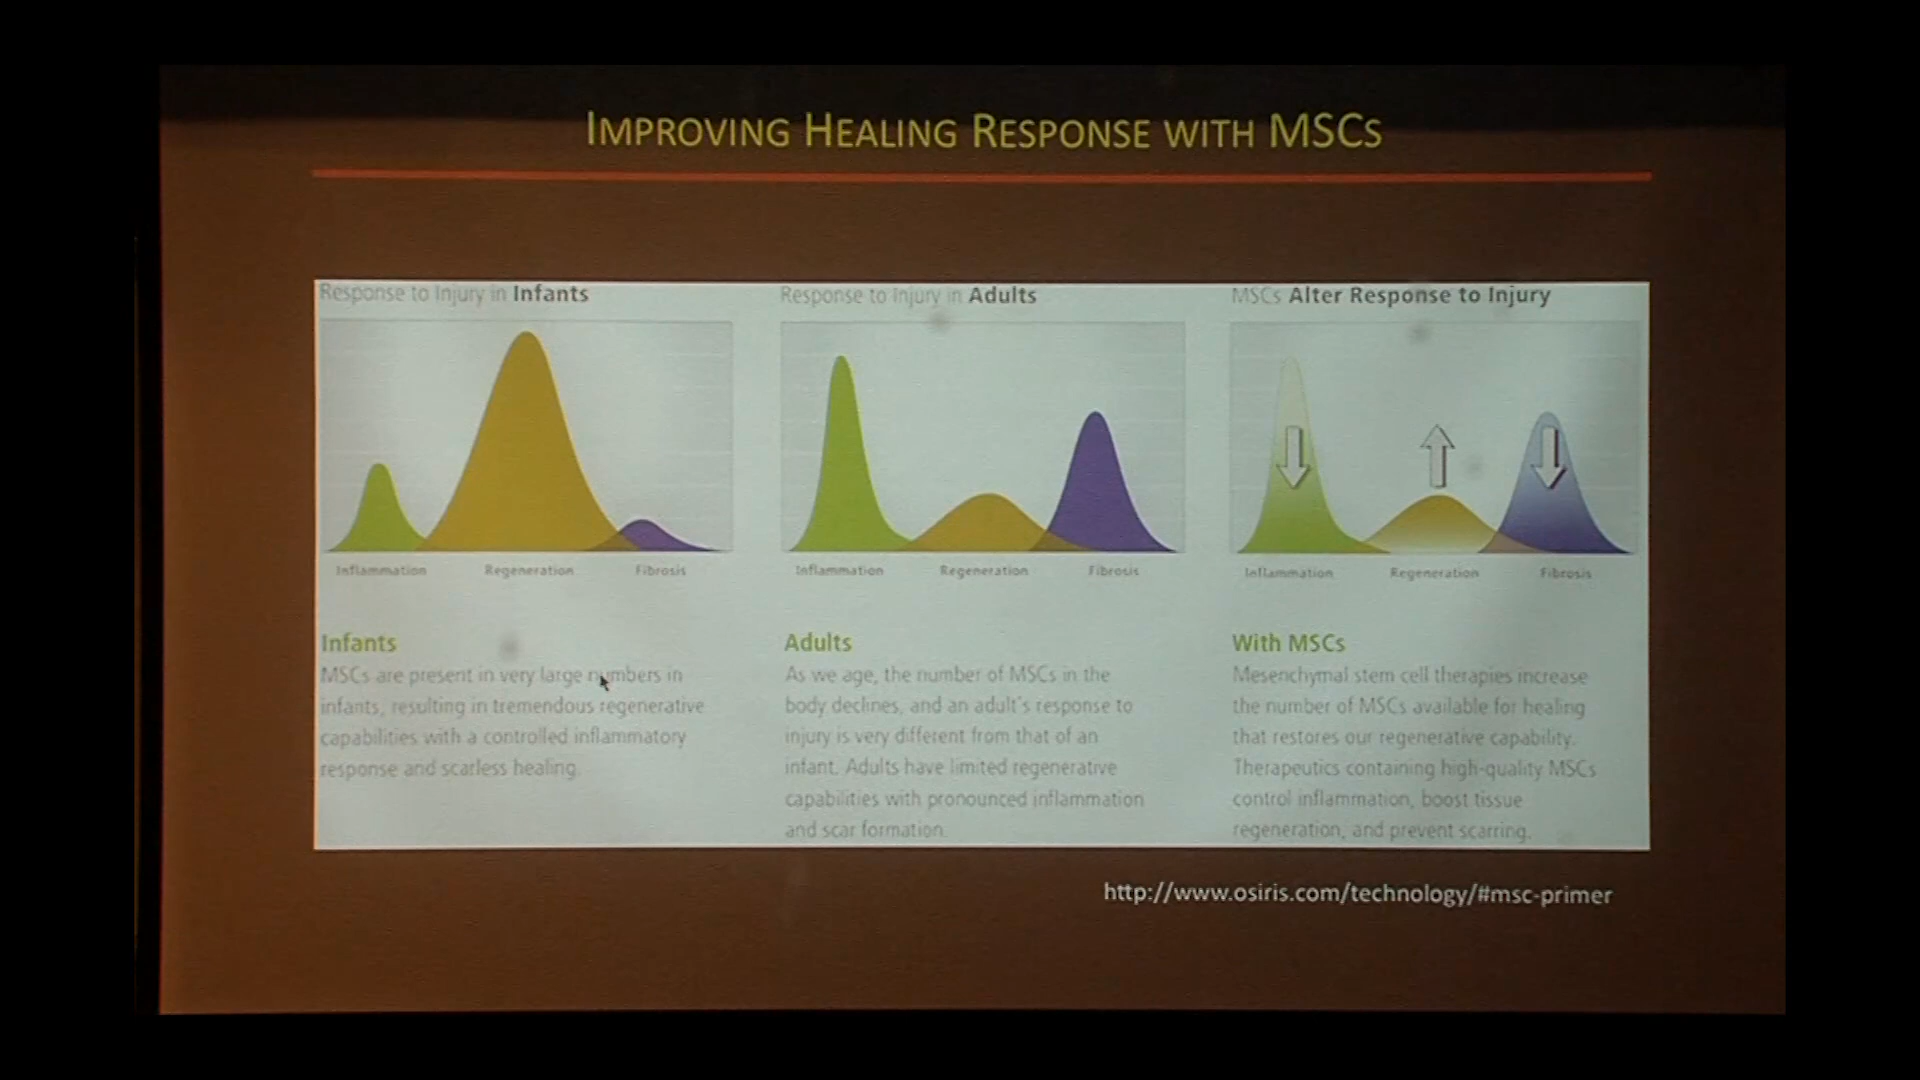 IMPROVING HEALING RESPONSE WITH MSCS
Response to Injury in Infants
Inflammation Regeneration Fibrosis
Infants
MSCs are present in very large numbers in
infants, resulting in tremendous regenerative
capabilities with a controlled inflammatory
response and scarless healing.
Response to Injury in Adults
Inflammation Regeneration Fibrosis
Adults
As we age, the number of MSCs in the
body declines, and an adult's response to
injury is very different from that of an
infant. Adults have limited regenerative
capabilities with pronounced inflammation
and scar formation.
MSCs Alter Response to Injury
Inflammation Regeneration Fibrosis
With MSCs
Mesenchymal stem cell therapies increase
the number of MSCs available for healing
that restores our regenerative capability.
Therapeutics containing high-quality MSCs
control inflammation, boost tissue
regeneration, and prevent scarring.
http://www.osiris.com/technology/#msc-primer